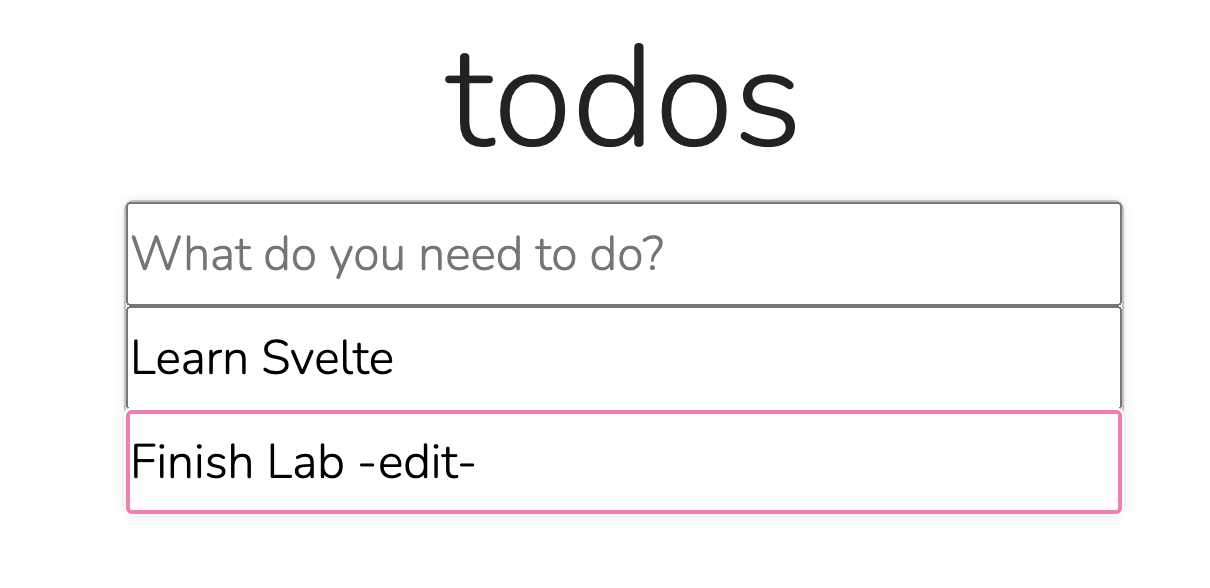 todos
What do you need to do?
Learn Svelte
Finish Lab -edit-